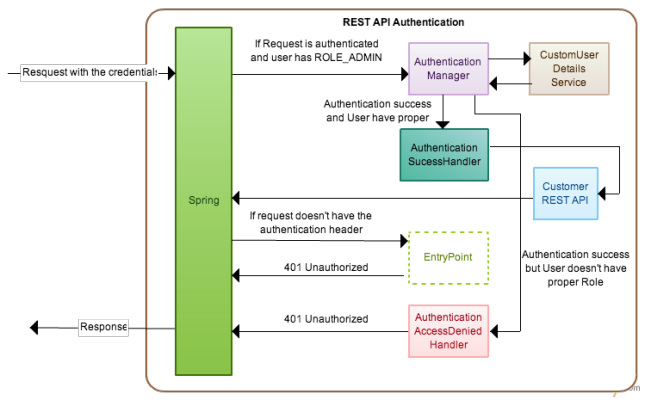 REST API Authentication
If Request is authenticated
and user has ROLE_ADMIN
Resquest with the credentials
Authentication
Manager
CustomUser
Details
Service
Authentication success
and User have proper
Authentication
SucessHandler
Customer
REST API
Spring
If request doesn't have the
authentication header
EntryPoint
401 Unauthorized
Authentication success
but User doesn't have
proper Role
401 Unauthorized
Authentication
AccessDenied
Handler
Response